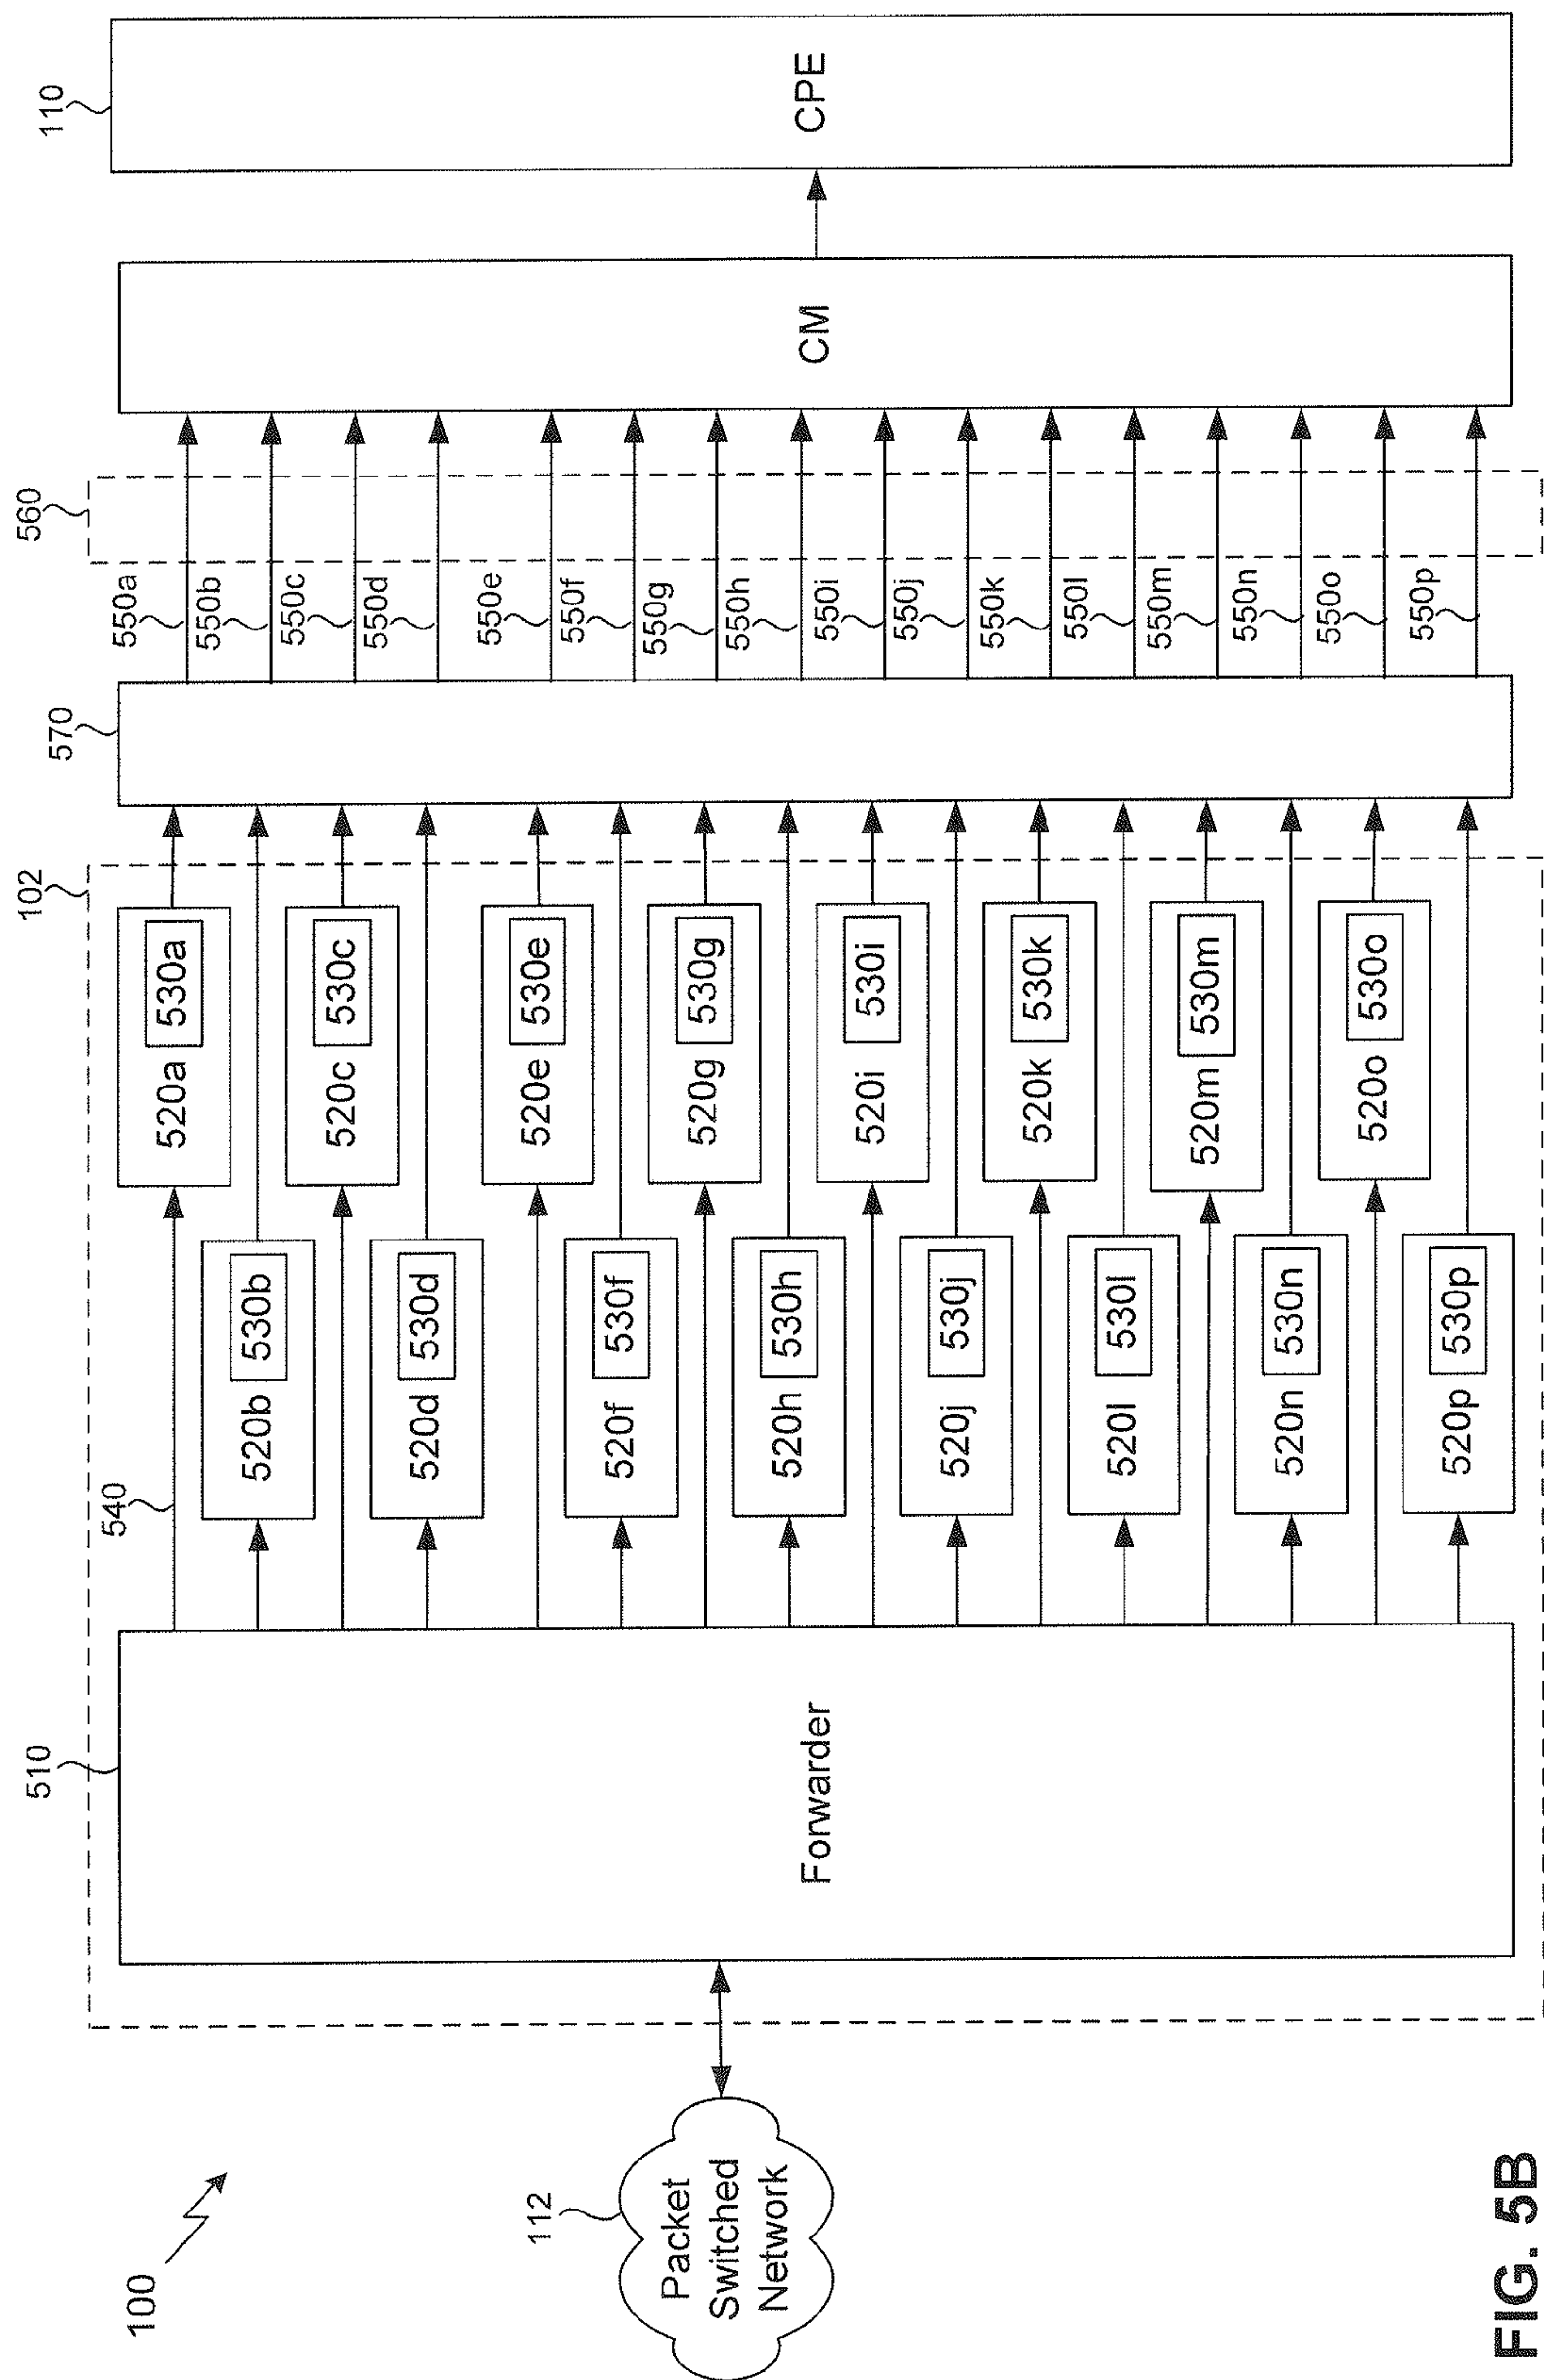 100
112
Packet
Switched
Network
510
Forwarder
540
102
520a 530a
520b 530b
520c 530c
520d 530d
520e 530e
520f 530f
520g 530g
520h 530h
520i 530i
520j 530j
520k 530k
520l 530l
520m 530m
520n 530n
520o 530o
520p 530p
570
550a
550b
550c
550d
550e
550f
550g
550h
550i
550j
550k
550l
550m
550n
550o
550p
560
CM
110
CPE
FIG. 5B